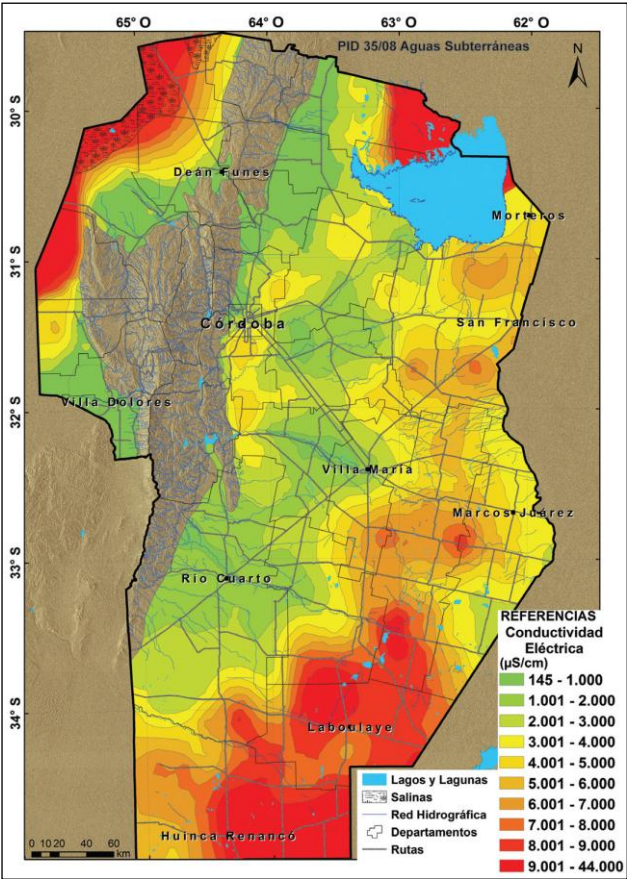 65° O 64° O 63° O 62° O
PID 35/08 Aguas Subterráneas
N
30° S
Deán Funes
Morteros
31° S
Córdoba
San Francisco
Villa Dolores
32° S
Villa María
Marcos Juárez
33° S
Río Cuarto
34° S
Laboulaye
Huinca Renancó
REFERENCIAS
Conductividad
Eléctrica
(µS/cm)
145 - 1.000
1.001 - 2.000
2.001 - 3.000
3.001 - 4.000
4.001 - 5.000
5.001 - 6.000
6.001 - 7.000
7.001 - 8.000
8.001 - 9.000
9.001 - 44.000
Lagos y Lagunas
Salinas
Red Hidrográfica
Departamentos
Rutas
0 10 20 40 60
km